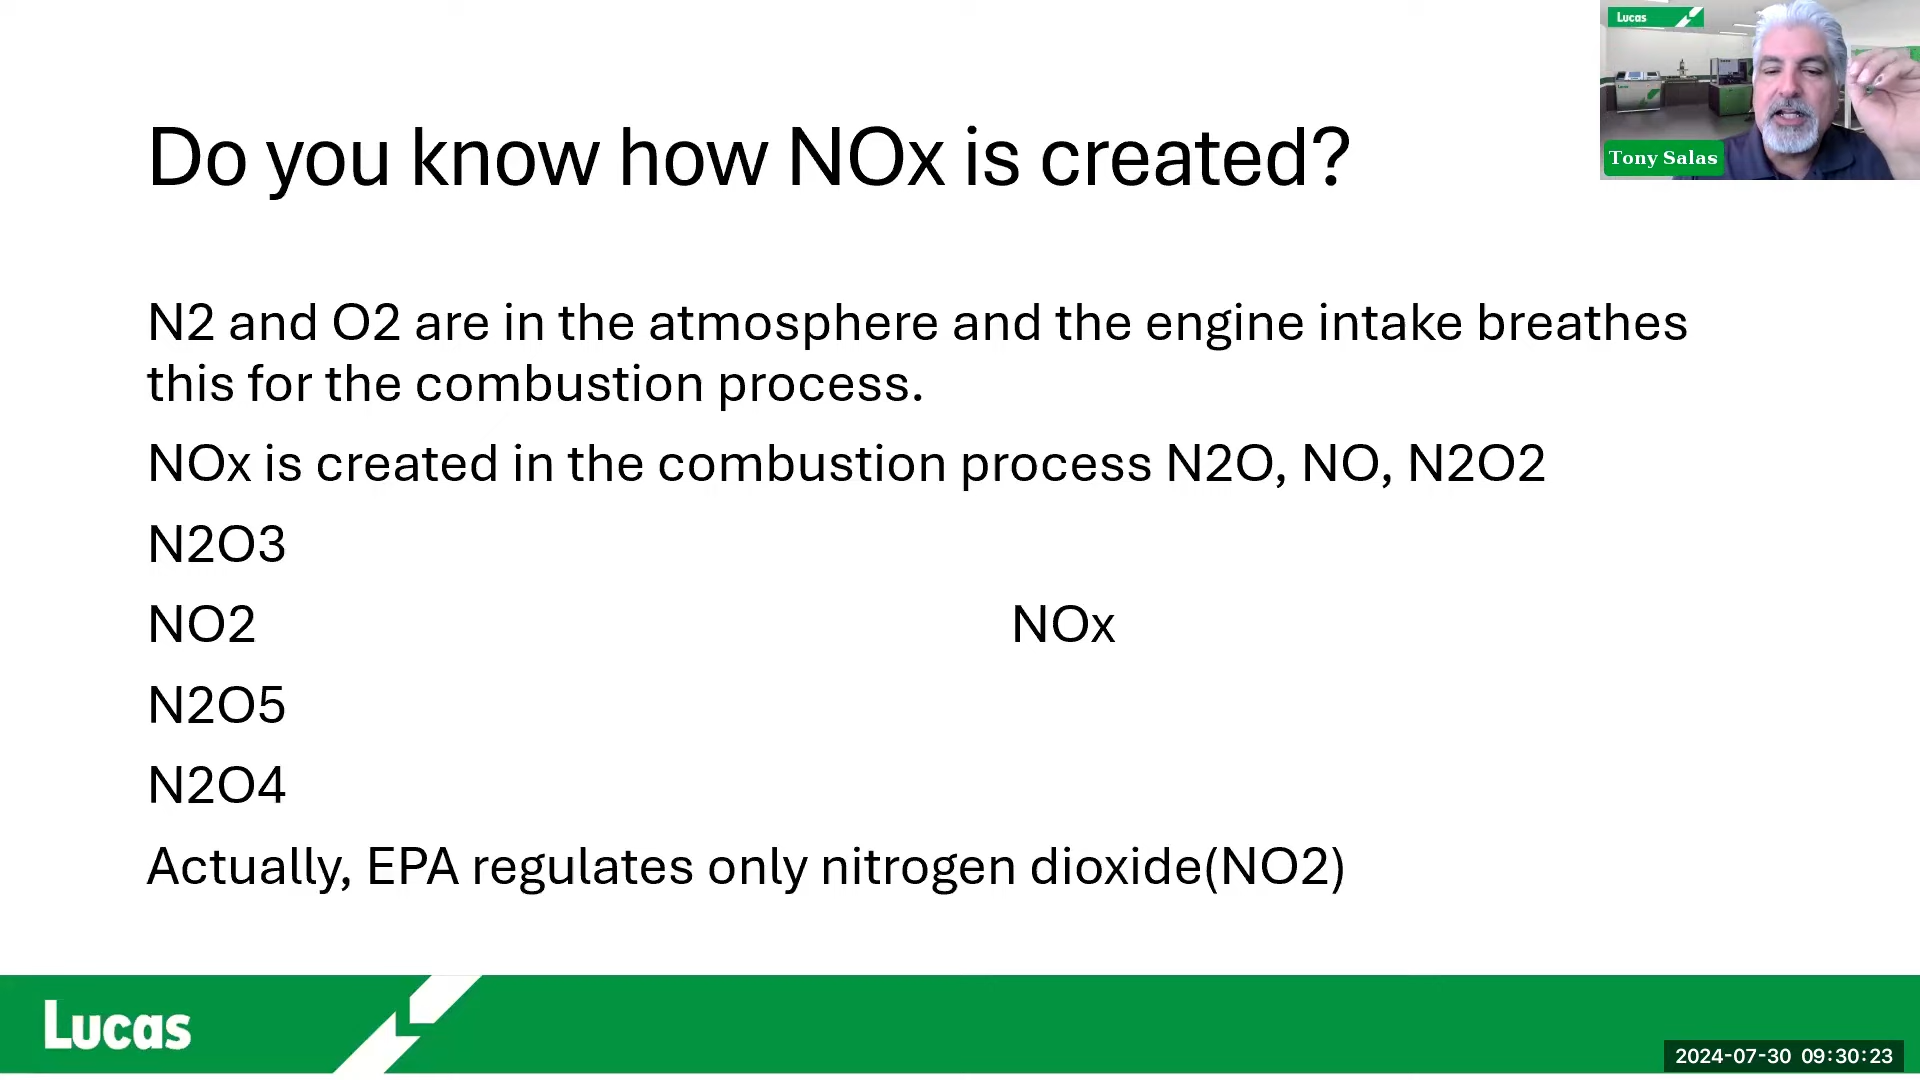 Lucas
Tony Salas
Do you know how NOx is created?
N2 and O2 are in the atmosphere and the engine intake breathes
this for the combustion process.
NOx is created in the combustion process N2O, NO, N2O2
N2O3
NO2 NOx
N2O5
N2O4
Actually, EPA regulates only nitrogen dioxide(NO2)
Lucas
2024-07-30 09:30:23